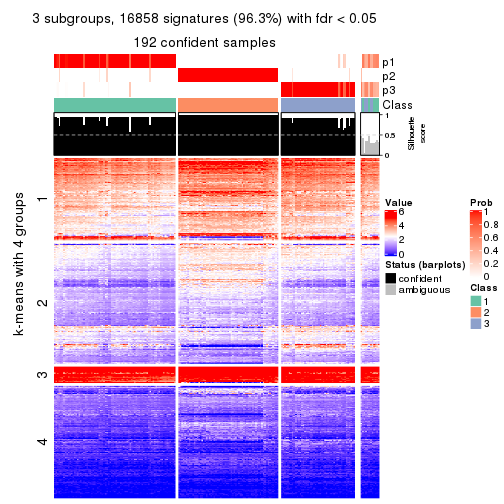 3 subgroups, 16858 signatures (96.3%) with fdr < 0.05
192 confident samples
p1
p2
p3
Class
1
0.5
0
Silhouette
score
k-means with 4 groups
1
2
3
4
Value
6
4
2
0
Status (barplots)
confident
ambiguous
Prob
1
0.8
0.6
0.4
0.2
0
Class
1
2
3